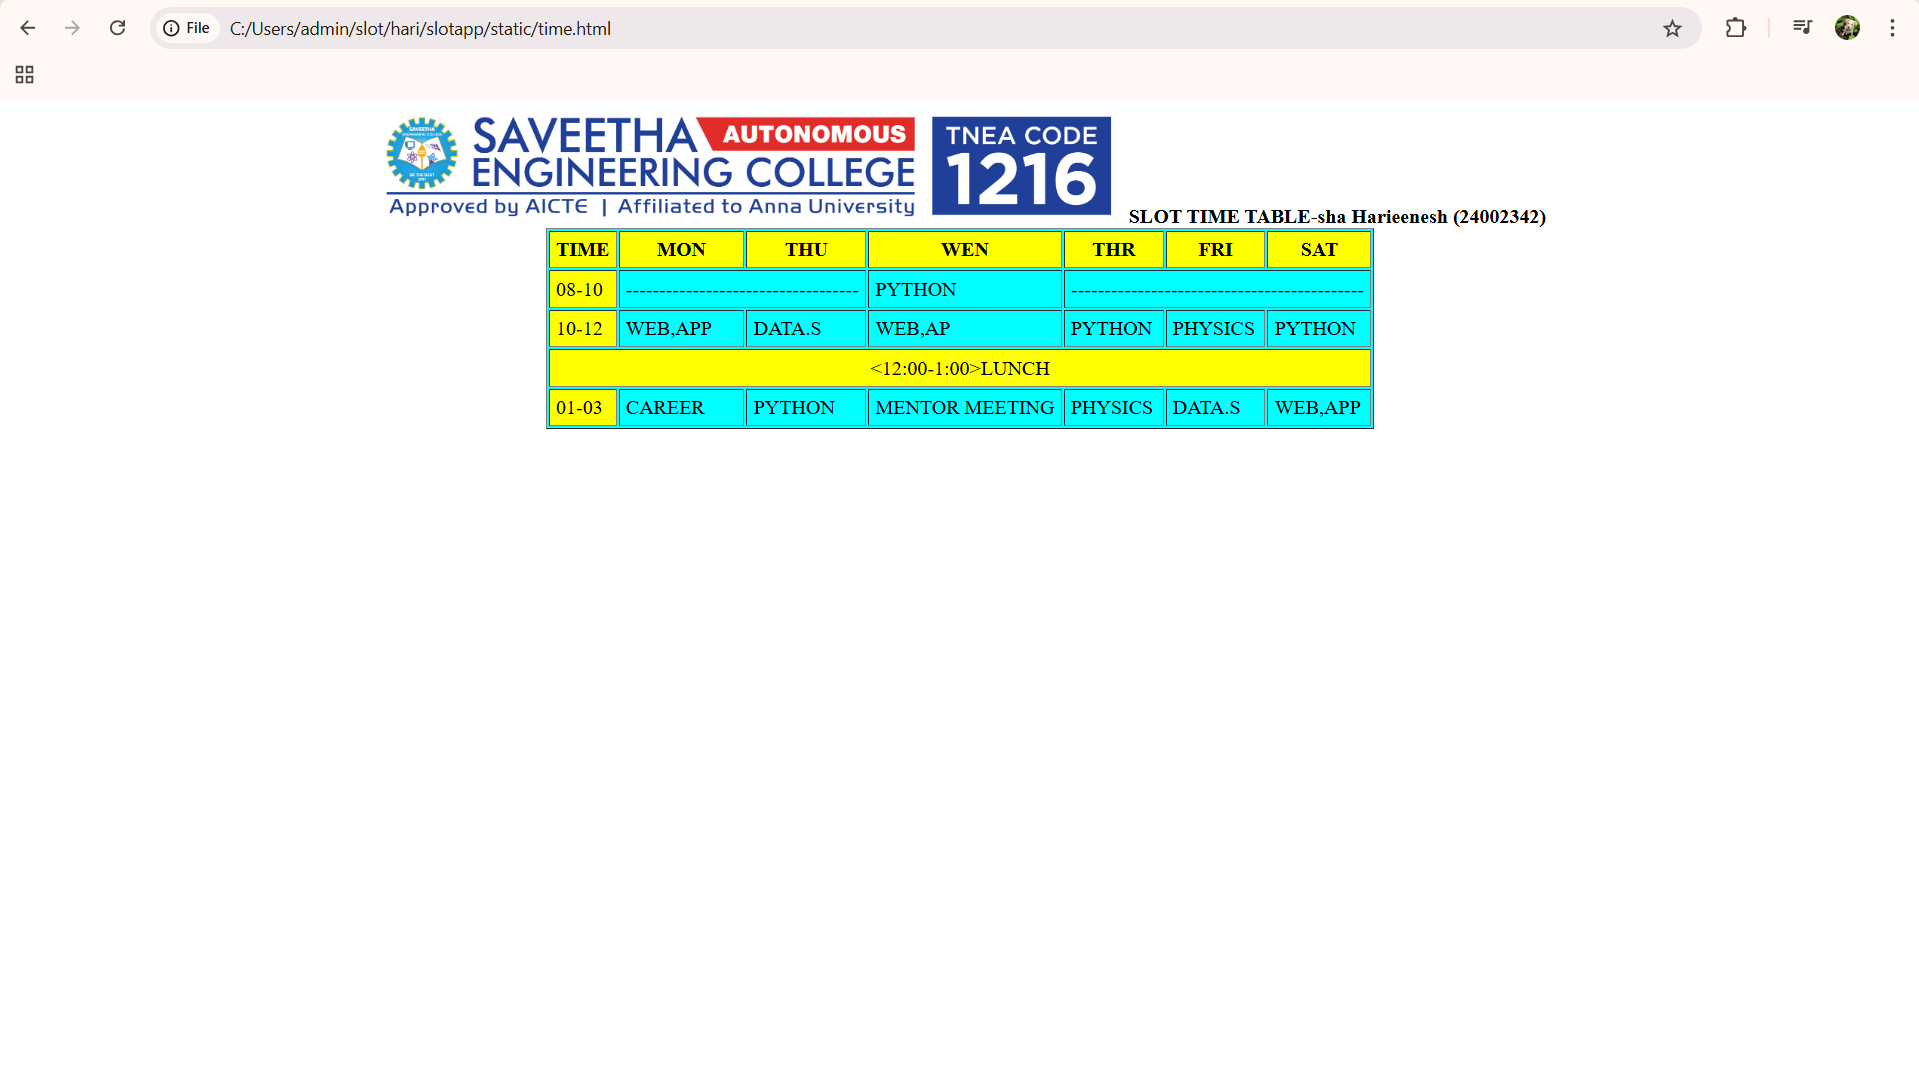 File C:/Users/admin/slot/hari/slotapp/static/time.html
SAVEETHA AUTONOMOUS
ENGINEERING COLLEGE
Approved by AICTE | Affiliated to Anna University
TNEA CODE
1216
SLOT TIME TABLE-sha Harieenesh (24002342)
TIME MON THU WEN THR FRI SAT
08-10 ----------------------------------- PYTHON --------------------------------------------
10-12 WEB,APP DATA.S WEB,AP PYTHON PHYSICS PYTHON
<12:00-1:00>LUNCH
01-03 CAREER PYTHON MENTOR MEETING PHYSICS DATA.S WEB,APP